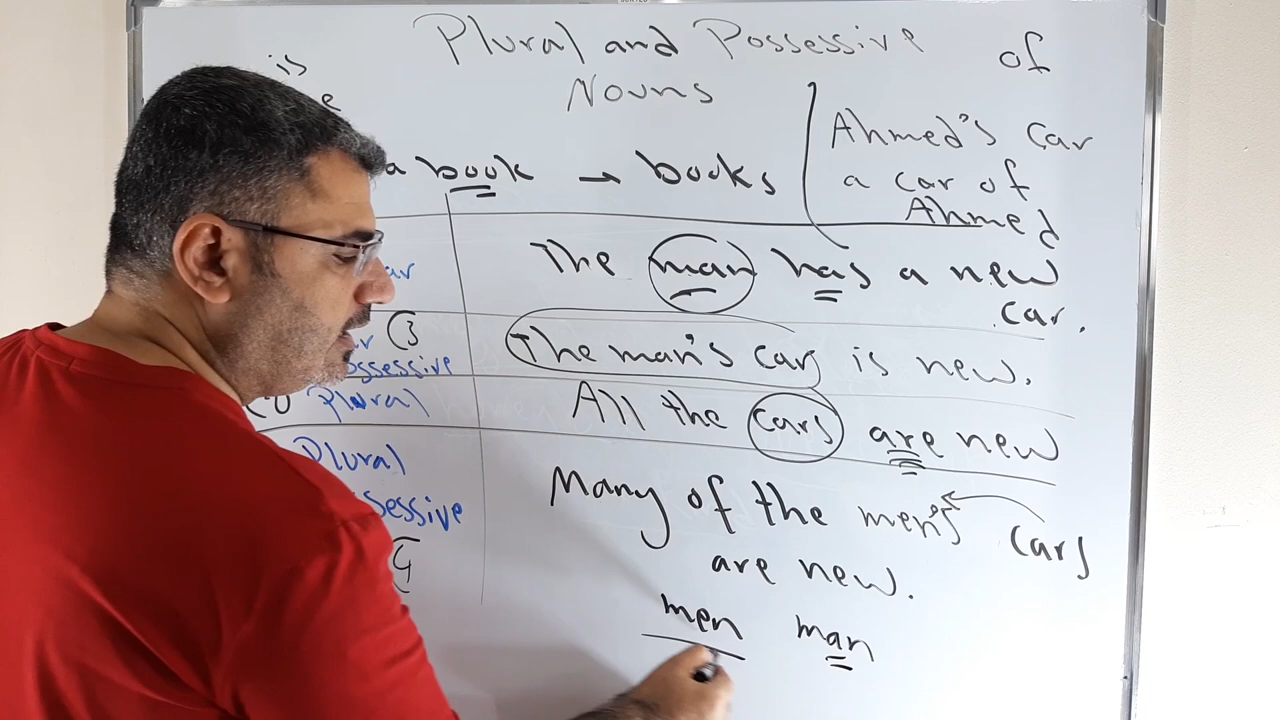 Plural and Possessive of
is
Nouns
a book → books
Ahmed's car
a car of
Ahmed
The man has a new
car.
The man's cars is new.
Possessive
Plural
All the cars are new
Plural
Many of the men's cars
are new.
men man